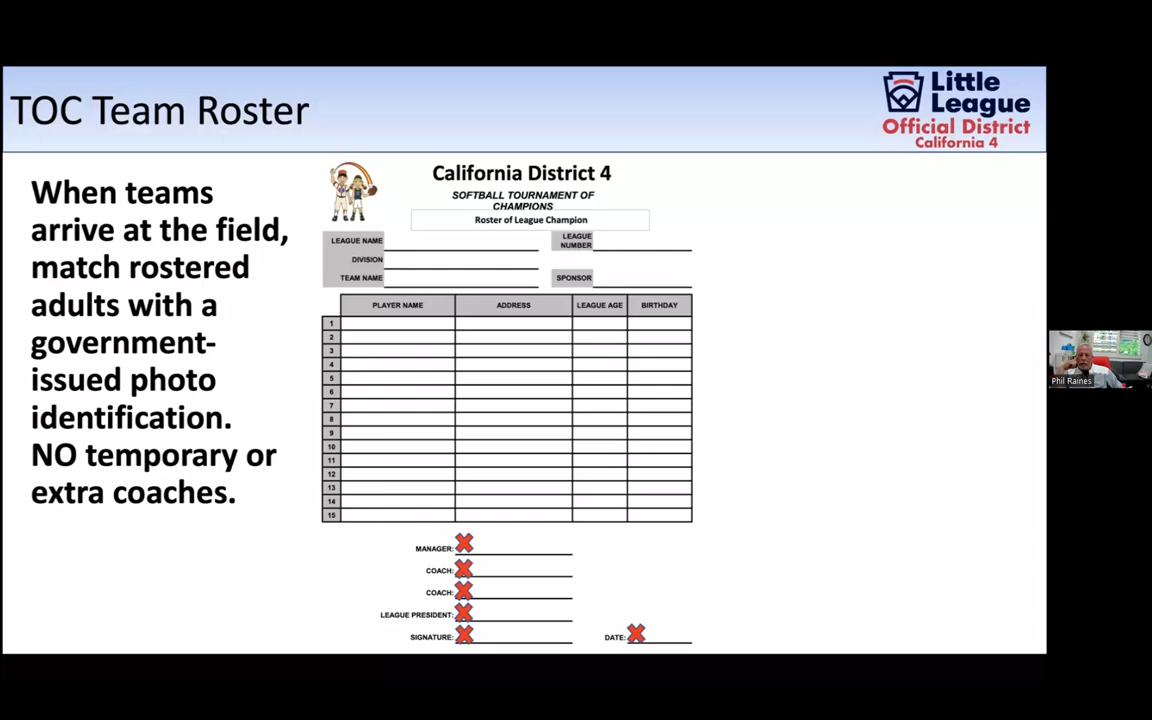 TOC Team Roster
Little
League
Official District
California 4
When teams
arrive at the field,
match rostered
adults with a
government-
issued photo
identification.
NO temporary or
extra coaches.
California District 4
SOFTBALL TOURNAMENT OF
CHAMPIONS
Roster of League Champion
LEAGUE NAME
LEAGUE
NUMBER
DIVISION
TEAM NAME
SPONSOR
PLAYER NAME ADDRESS LEAGUE AGE BIRTHDAY
1
2
3
4
5
6
7
8
9
10
11
12
13
14
15
MANAGER:
COACH:
COACH:
LEAGUE PRESIDENT:
SIGNATURE:
DATE:
Phil Raines